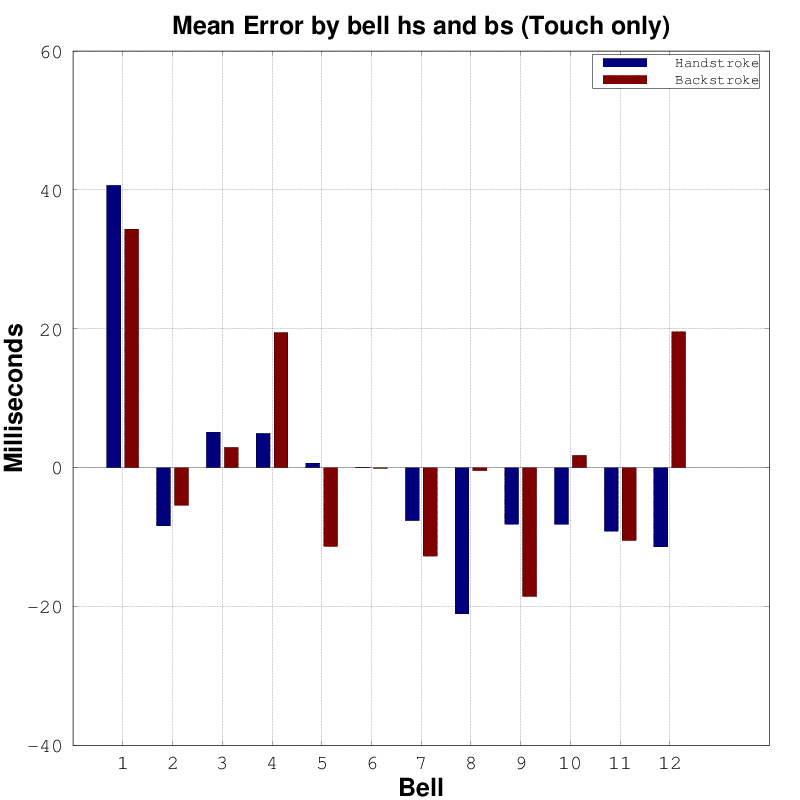 Mean Error by bell hs and bs (Touch only)
Handstroke
Backstroke
60
40
20
0
-20
-40
Milliseconds
1 2 3 4 5 6 7 8 9 10 11 12
Bell